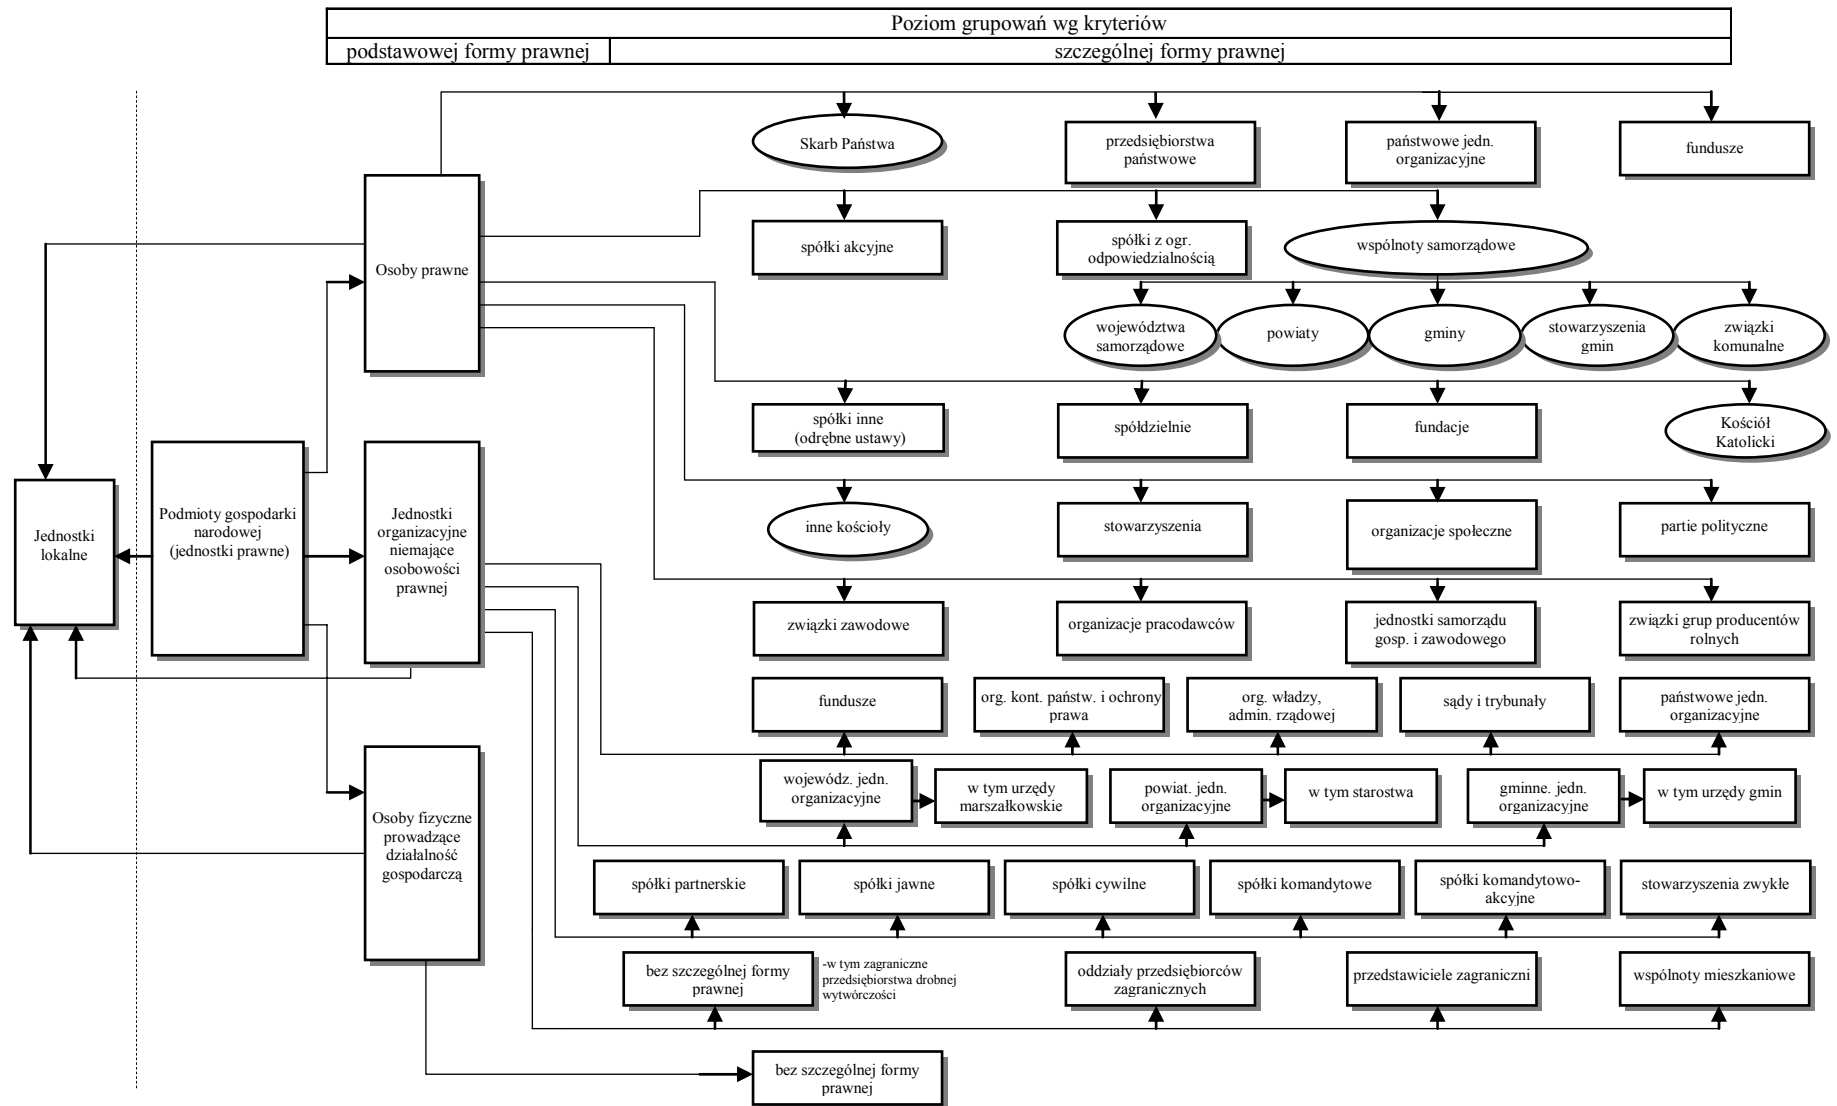 Poziom grupowań wg kryteriów
podstawowej formy prawnej
szczególnej formy prawnej
Skarb Państwa
przedsiębiorstwa
państwowe
państwowe jedn.
organizacyjne
fundusze
Osoby prawne
spółki akcyjne
spółki z ogr.
odpowiedzialnością
wspólnoty samorządowe
województwa
samorządowe
powiaty
gminy
stowarzyszenia
gmin
związki
komunalne
spółki inne
(odrębne ustawy)
spółdzielnie
fundacje
Kościół
Katolicki
Jednostki
lokalne
Podmioty gospodarki
narodowej
(jednostki prawne)
Jednostki
organizacyjne
niemające
osobowości
prawnej
inne kościoły
stowarzyszenia
organizacje społeczne
partie polityczne
związki zawodowe
organizacje pracodawców
jednostki samorządu
gosp. i zawodowego
związki grup producentów
rolnych
fundusze
org. kont. państw. i ochrony
prawa
org. władzy,
admin. rządowej
sądy i trybunały
państwowe jedn.
organizacyjne
wojewódz. jedn.
organizacyjne
w tym urzędy
marszałkowskie
powiat. jedn.
organizacyjne
w tym starostwa
gminne. jedn.
organizacyjne
w tym urzędy gmin
Osoby fizyczne
prowadzące
działalność
gospodarczą
spółki partnerskie
spółki jawne
spółki cywilne
spółki komandytowe
spółki komandytowo-
akcyjne
stowarzyszenia zwykłe
bez szczególnej formy
prawnej
-w tym zagraniczne
przedsiębiorstwa drobnej
wytwórczości
oddziały przedsiębiorców
zagranicznych
przedstawiciele zagraniczni
wspólnoty mieszkaniowe
bez szczególnej formy
prawnej